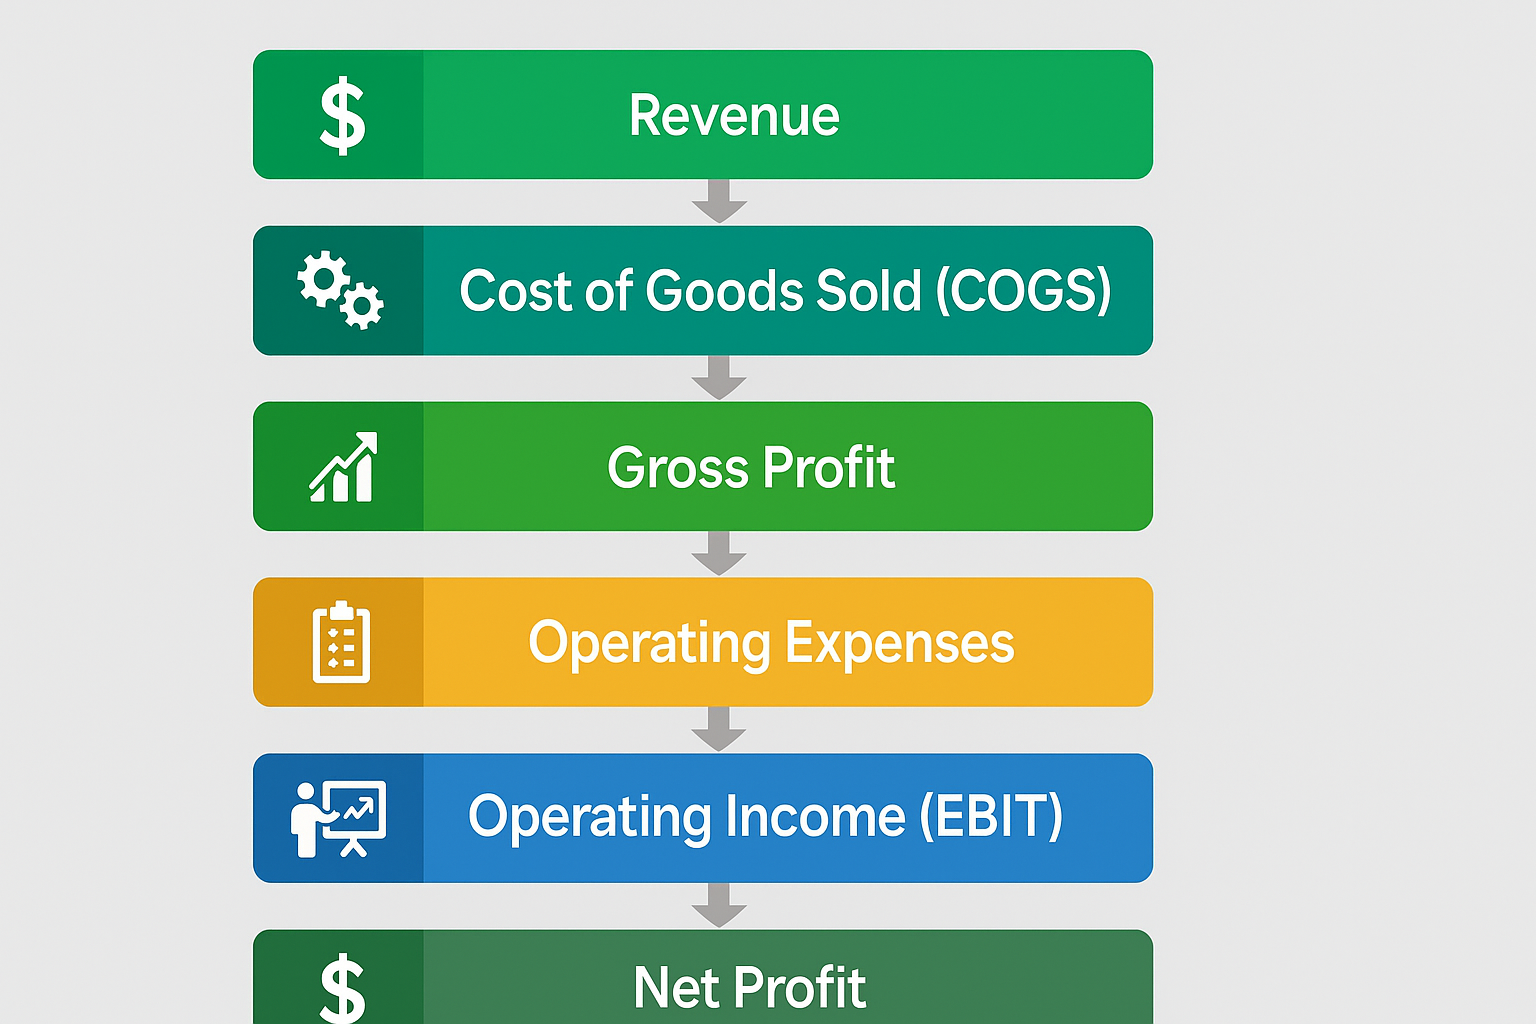 $
Revenue
Cost of Goods Sold (COGS)
Gross Profit
Operating Expenses
Operating Income (EBIT)
$
Net Profit